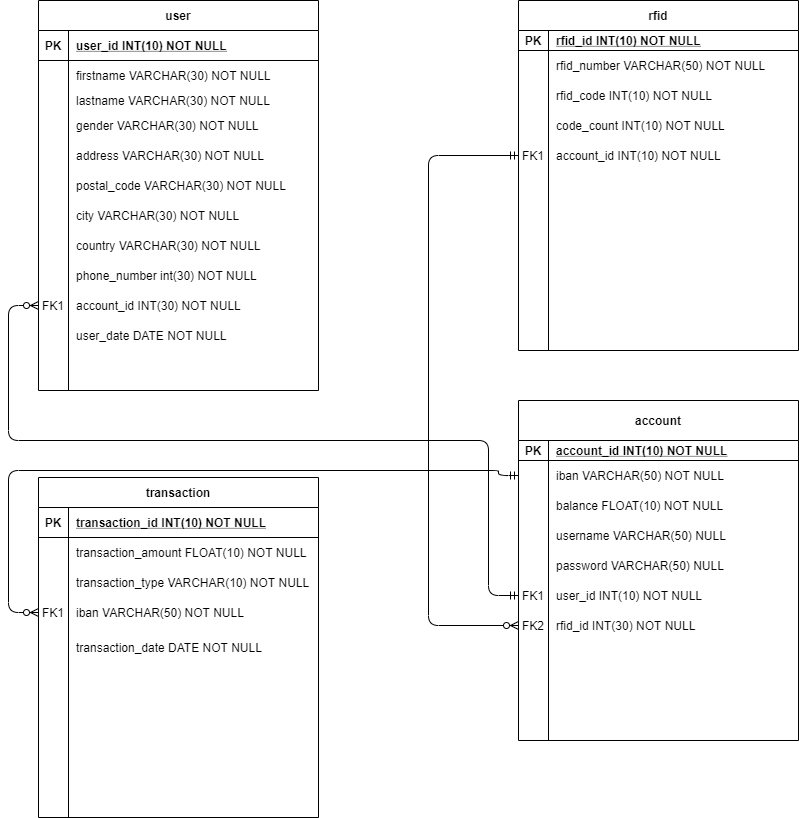 user
PK user_id INT(10) NOT NULL
firstname VARCHAR(30) NOT NULL
lastname VARCHAR(30) NOT NULL
gender VARCHAR(30) NOT NULL
address VARCHAR(30) NOT NULL
postal_code VARCHAR(30) NOT NULL
city VARCHAR(30) NOT NULL
country VARCHAR(30) NOT NULL
phone_number int(30) NOT NULL
FK1 account_id INT(30) NOT NULL
user_date DATE NOT NULL
rfid
PK rfid_id INT(10) NOT NULL
rfid_number VARCHAR(50) NOT NULL
rfid_code INT(10) NOT NULL
code_count INT(10) NOT NULL
FK1 account_id INT(10) NOT NULL
account
PK account_id INT(10) NOT NULL
iban VARCHAR(50) NOT NULL
balance FLOAT(10) NOT NULL
username VARCHAR(50) NULL
password VARCHAR(50) NULL
FK1 user_id INT(10) NOT NULL
FK2 rfid_id INT(30) NOT NULL
transaction
PK transaction_id INT(10) NOT NULL
transaction_amount FLOAT(10) NOT NULL
transaction_type VARCHAR(10) NOT NULL
FK1 iban VARCHAR(50) NOT NULL
transaction_date DATE NOT NULL